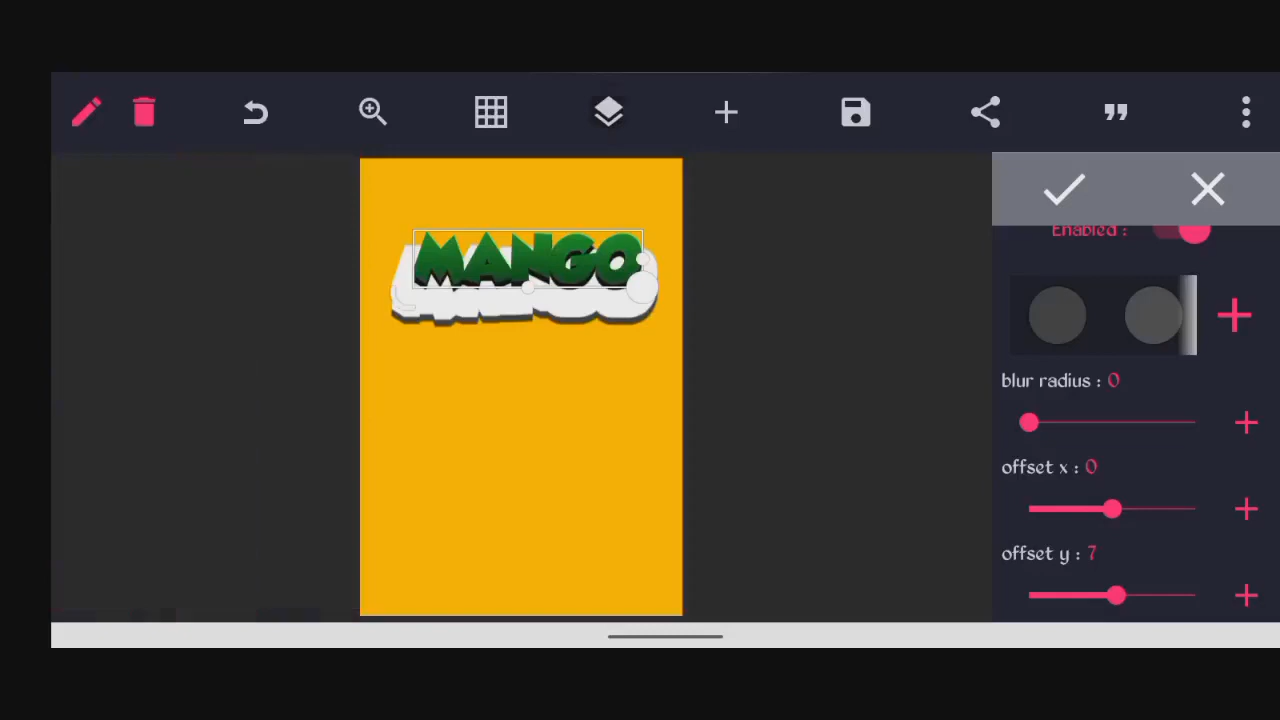 MANGO
Enabled :
blur radius : 0
offset x : 0
offset y : 7